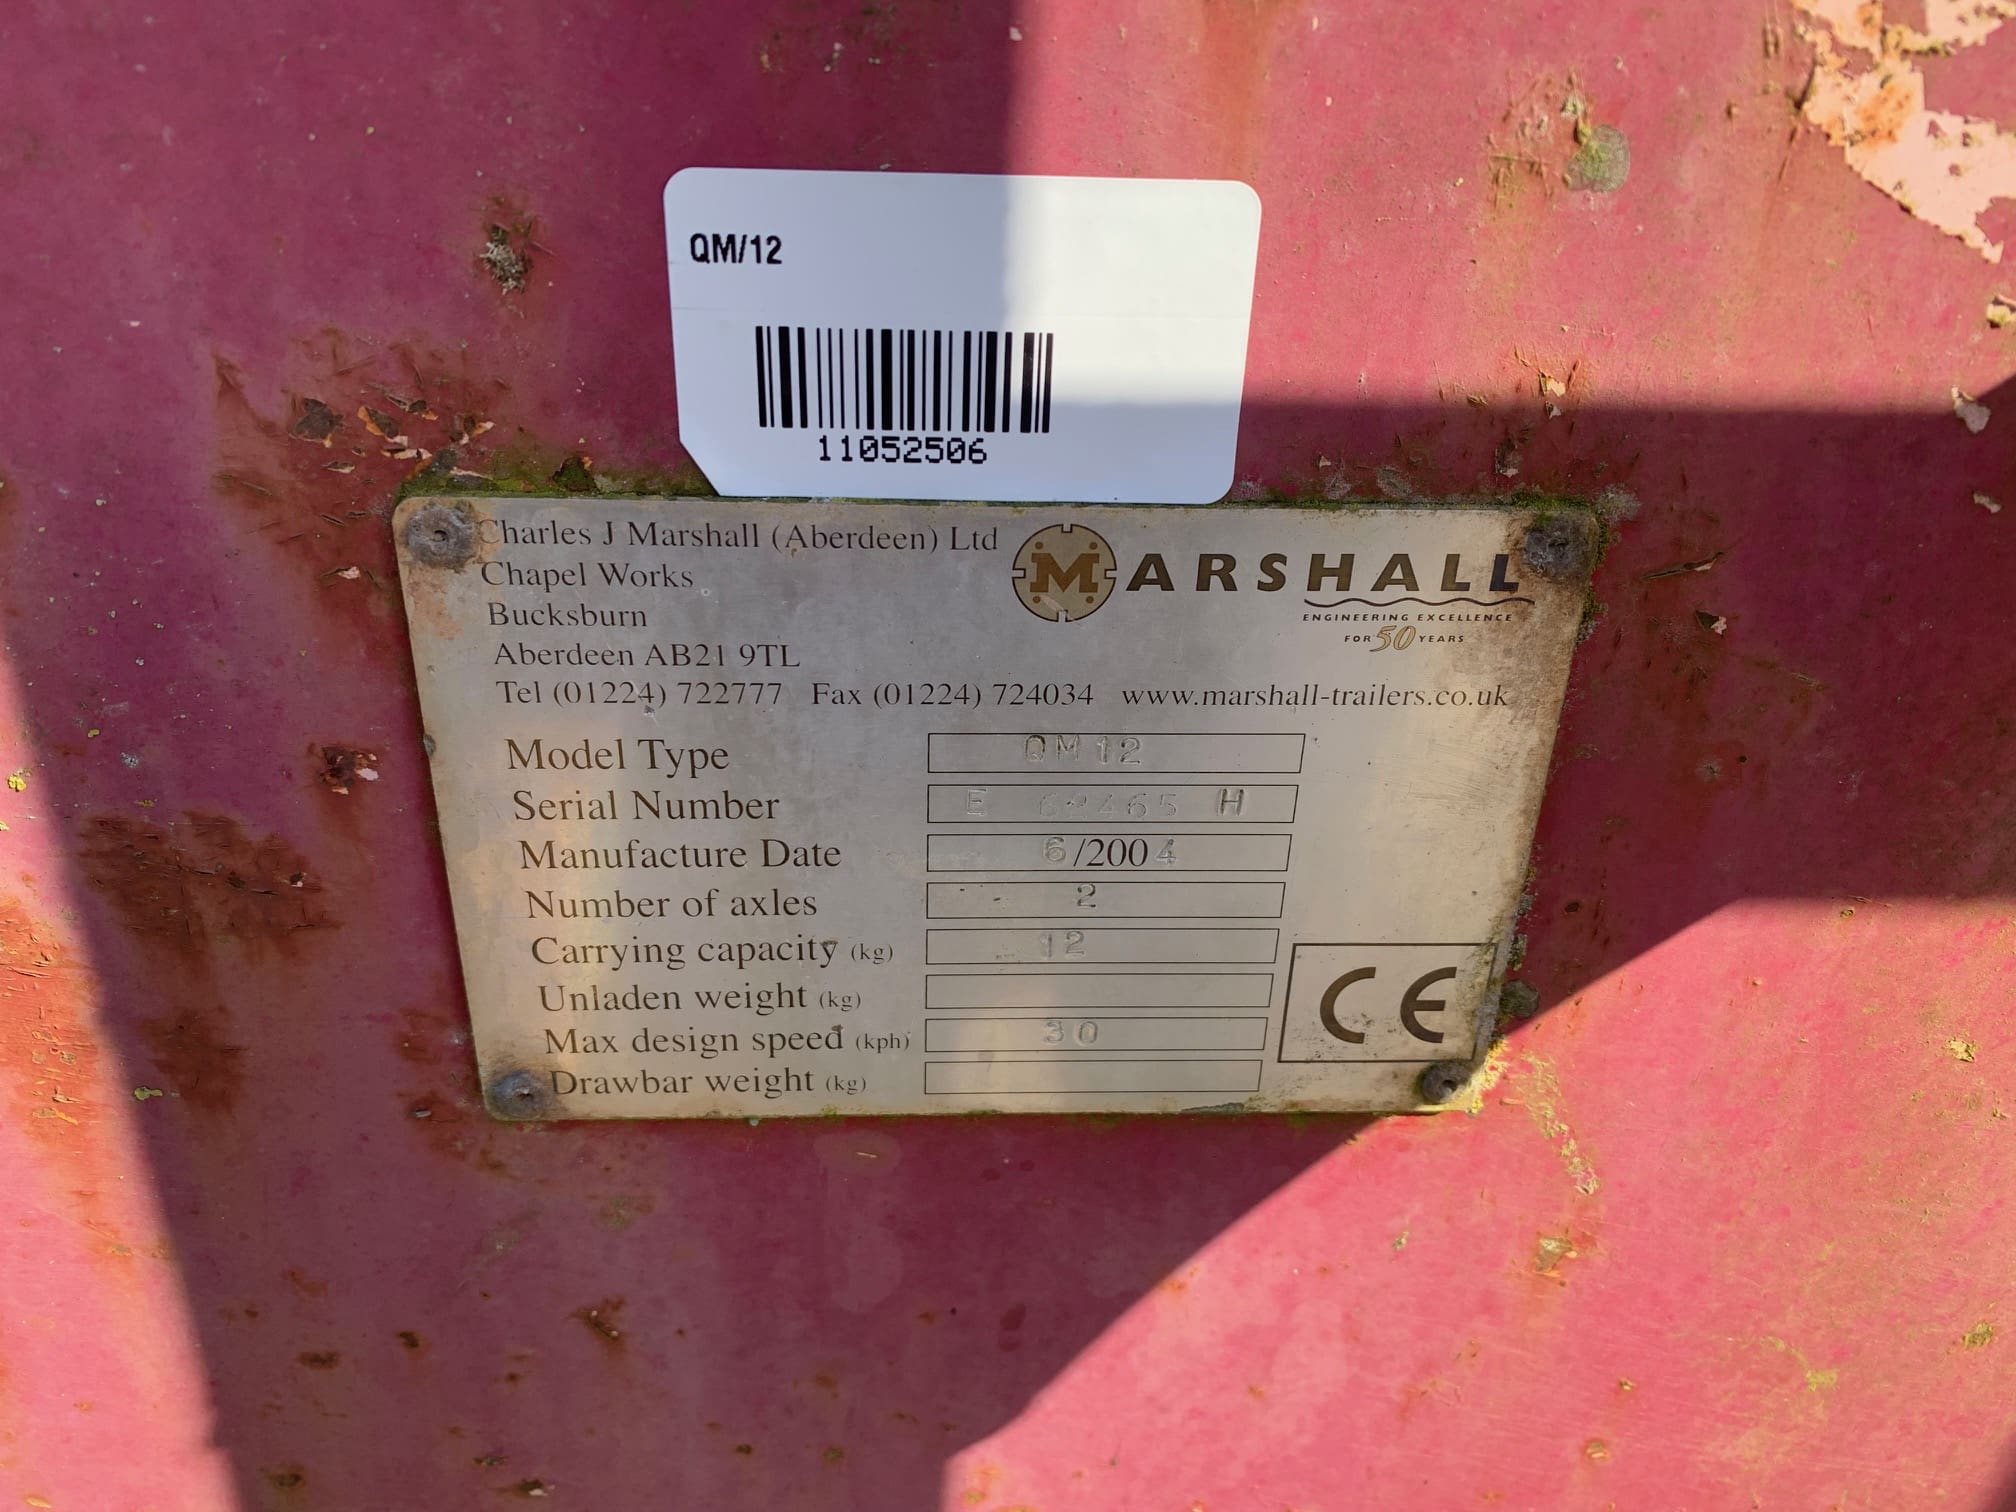 QM/12
11052506
Charles J Marshall (Aberdeen) Ltd
Chapel Works
Bucksburn
Aberdeen AB21 9TL
Tel (01224) 722777 Fax (01224) 724034 www.marshall-trailers.co.uk
MARSHALL
ENGINEERING EXCELLENCE
FOR 50 YEARS
Model Type QM12
Serial Number E 62465 H
Manufacture Date 6/2004
Number of axles 2
Carrying capacity (kg) 12
Unladen weight (kg)
Max design speed (kph) 30
Drawbar weight (kg)
CE